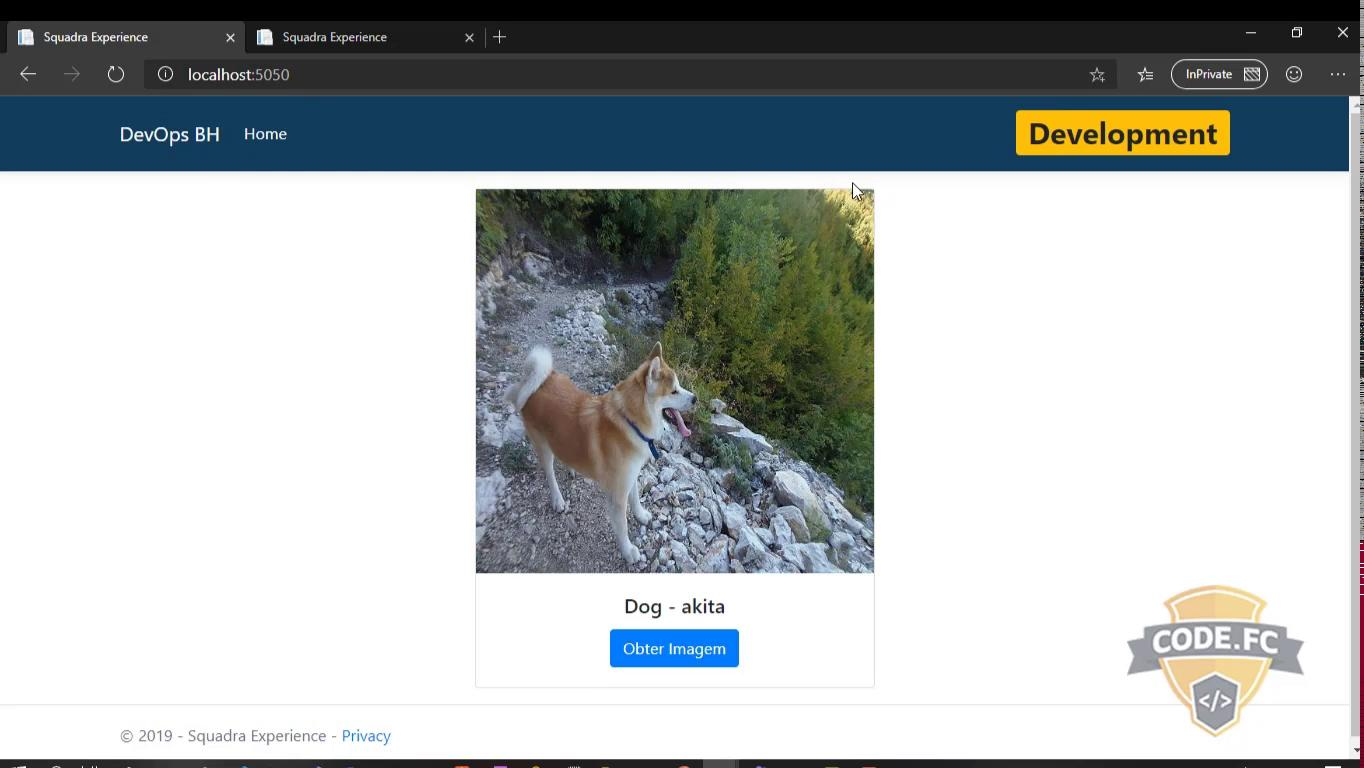 Squadra Experience
Squadra Experience
localhost:5050
InPrivate
DevOps BH
Home
Development
Dog - akita
Obter Imagem
CODE.FC
</>
© 2019 - Squadra Experience - Privacy